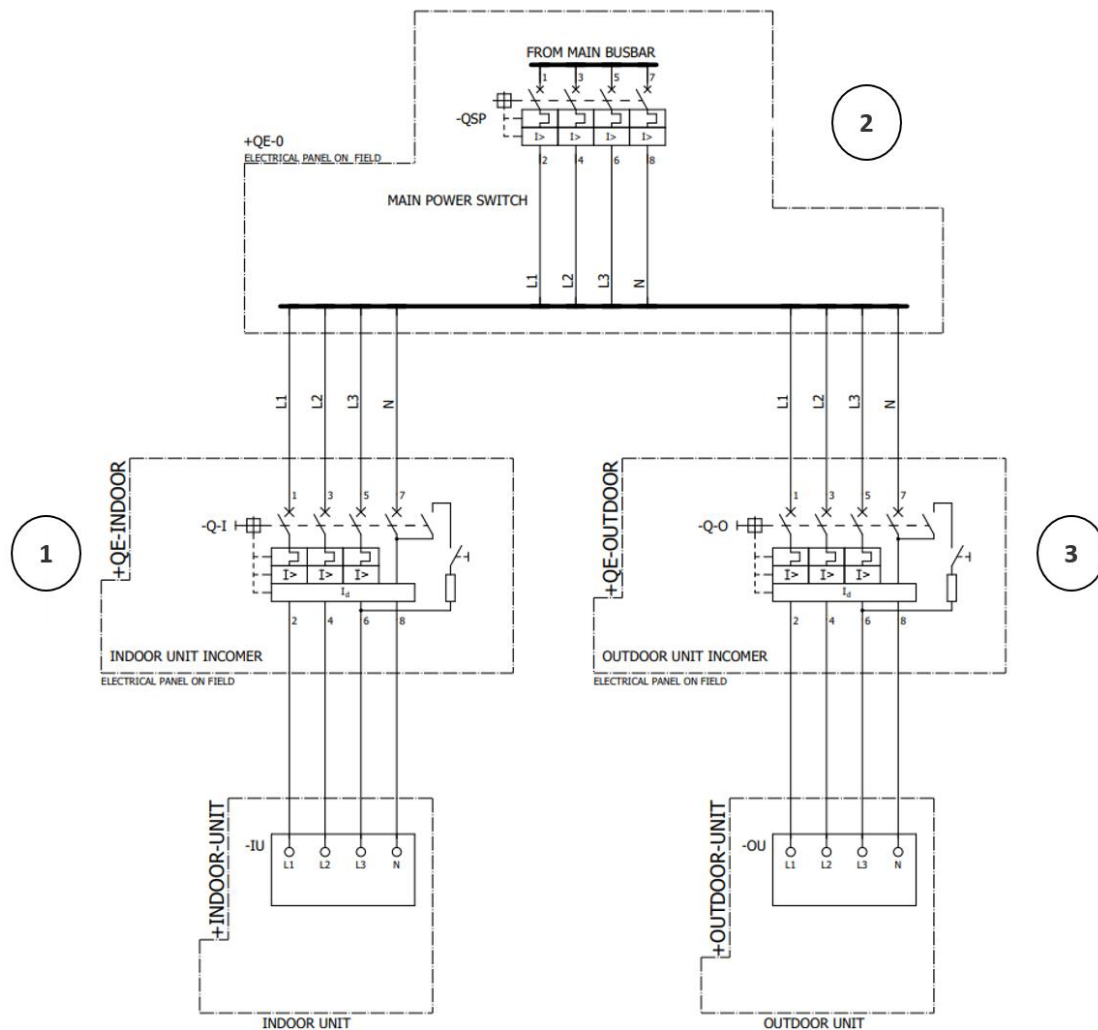 FROM MAIN BUSBAR
1 3 5 7
-QSP
I> I> I> I>
2 4 6 8
2
+QE-0
ELECTRICAL PANEL ON FIELD
MAIN POWER SWITCH
L1 L2 L3 N
L1 L2 L3 N
L1 L2 L3 N
1
+QE-INDOOR
1 3 5 7
-Q-I
I> I> I>
Id
2 4 6 8
INDOOR UNIT INCOMER
ELECTRICAL PANEL ON FIELD
+QE-OUTDOOR
1 3 5 7
-Q-O
I> I> I>
Id
2 4 6 8
OUTDOOR UNIT INCOMER
ELECTRICAL PANEL ON FIELD
3
+INDOOR-UNIT
-IU
L1 L2 L3 N
INDOOR UNIT
+OUTDOOR-UNIT
-OU
L1 L2 L3 N
OUTDOOR UNIT